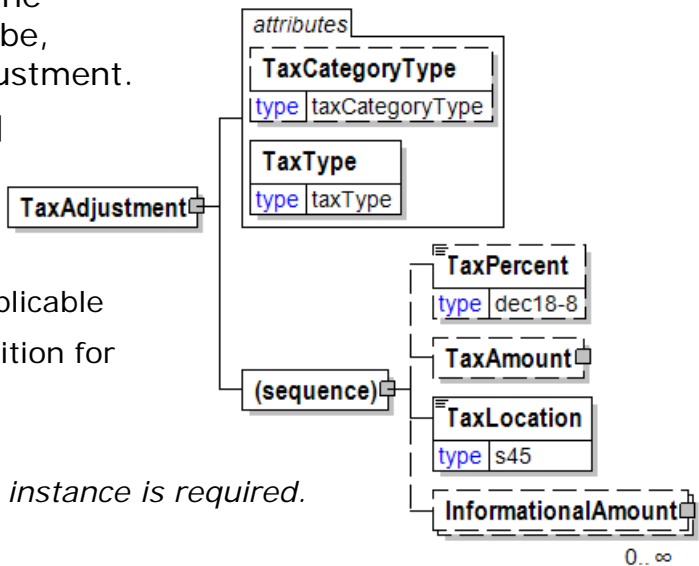 ne
be,
ustment.
plicable
ition for
instance is required.
attributes
TaxCategoryType
type taxCategoryType
TaxType
type taxType
TaxAdjustment
(sequence)
TaxPercent
type dec18-8
TaxAmount
TaxLocation
type s45
InformationalAmount
0.. ∞